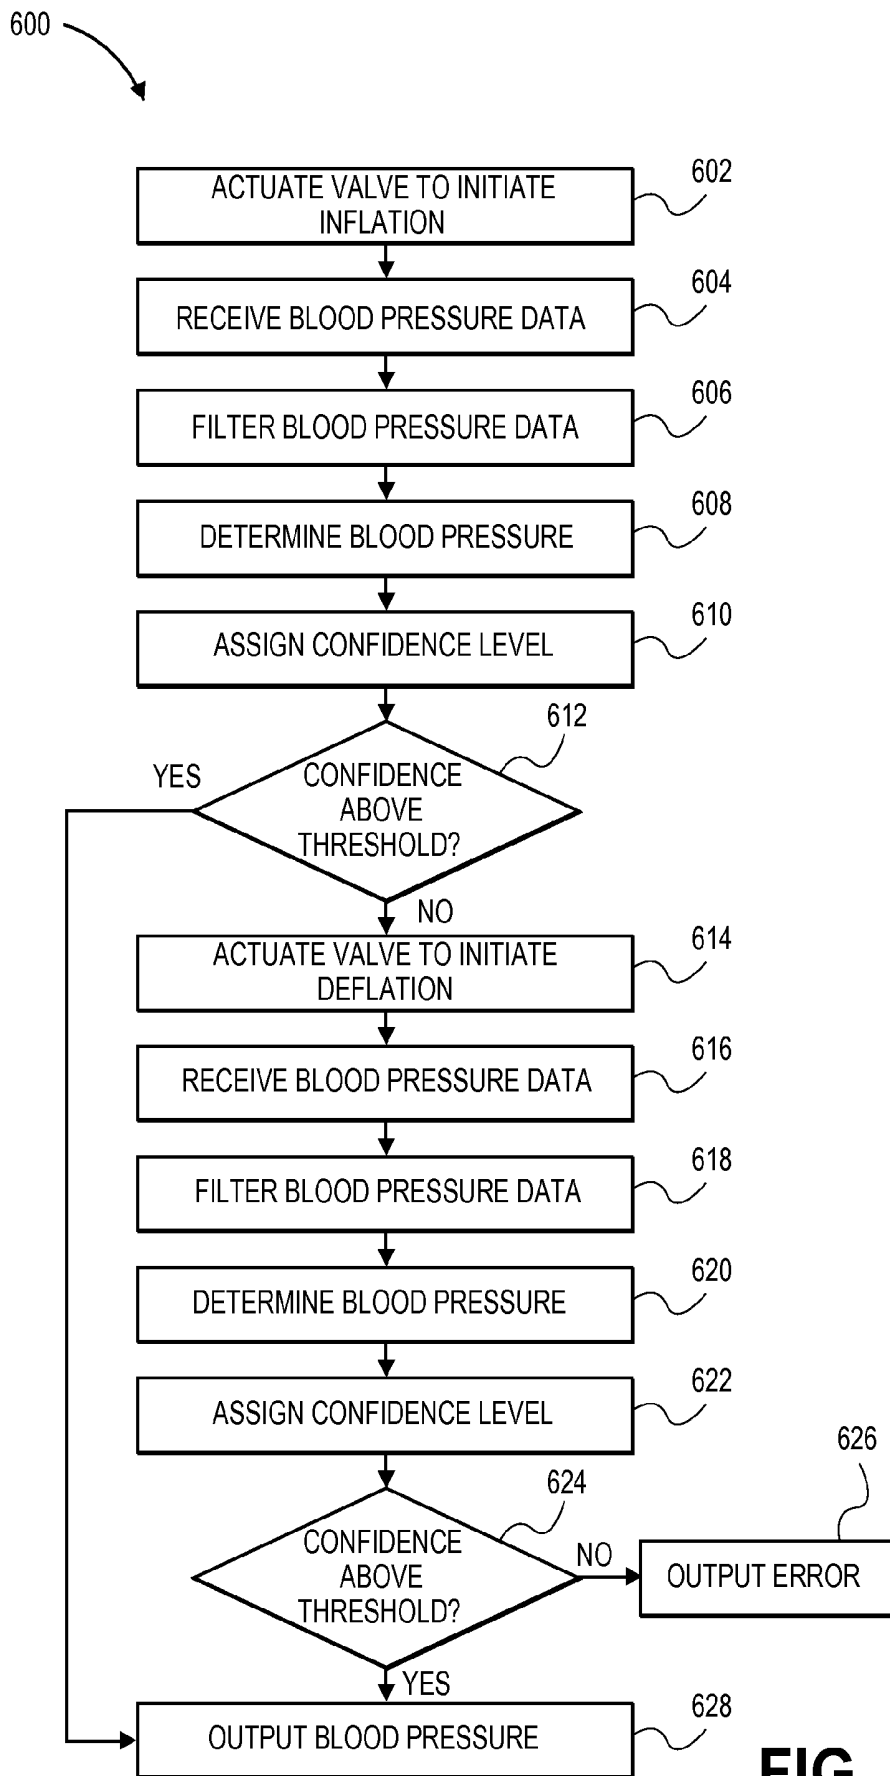 600
ACTUATE VALVE TO INITIATE
INFLATION
602
RECEIVE BLOOD PRESSURE DATA
604
FILTER BLOOD PRESSURE DATA
606
DETERMINE BLOOD PRESSURE
608
ASSIGN CONFIDENCE LEVEL
610
612
YES
CONFIDENCE
ABOVE
THRESHOLD?
NO
ACTUATE VALVE TO INITIATE
DEFLATION
614
RECEIVE BLOOD PRESSURE DATA
616
FILTER BLOOD PRESSURE DATA
618
DETERMINE BLOOD PRESSURE
620
ASSIGN CONFIDENCE LEVEL
622
624
CONFIDENCE
ABOVE
THRESHOLD?
NO
626
OUTPUT ERROR
YES
OUTPUT BLOOD PRESSURE
628
FIG